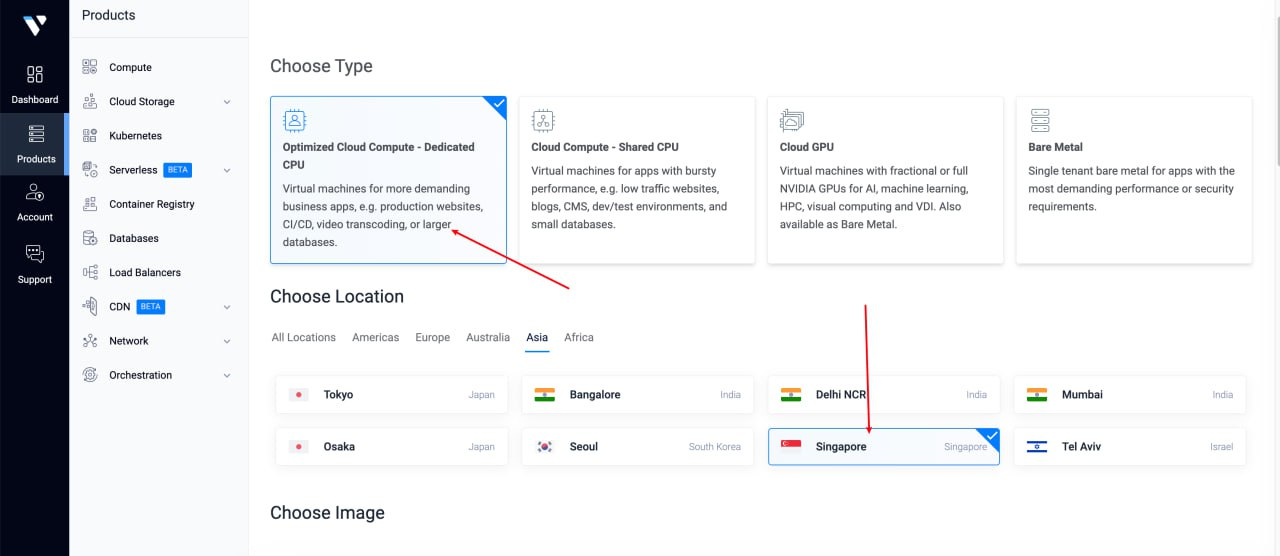 Products
Dashboard
Products
Account
Support
Compute
Cloud Storage
Kubernetes
Serverless BETA
Container Registry
Databases
Load Balancers
CDN BETA
Network
Orchestration
Choose Type
Optimized Cloud Compute - Dedicated
CPU
Virtual machines for more demanding
business apps, e.g. production websites,
CI/CD, video transcoding, or larger
databases.
Cloud Compute - Shared CPU
Virtual machines for apps with bursty
performance, e.g. low traffic websites,
blogs, CMS, dev/test environments, and
small databases.
Cloud GPU
Virtual machines with fractional or full
NVIDIA GPUs for AI, machine learning,
HPC, visual computing and VDI. Also
available as Bare Metal.
Bare Metal
Single tenant bare metal for apps with the
most demanding performance or security
requirements.
Choose Location
All Locations Americas Europe Australia Asia Africa
Tokyo Japan
Bangalore India
Delhi NCR India
Mumbai India
Osaka Japan
Seoul South Korea
Singapore Singapore
Tel Aviv Israel
Choose Image